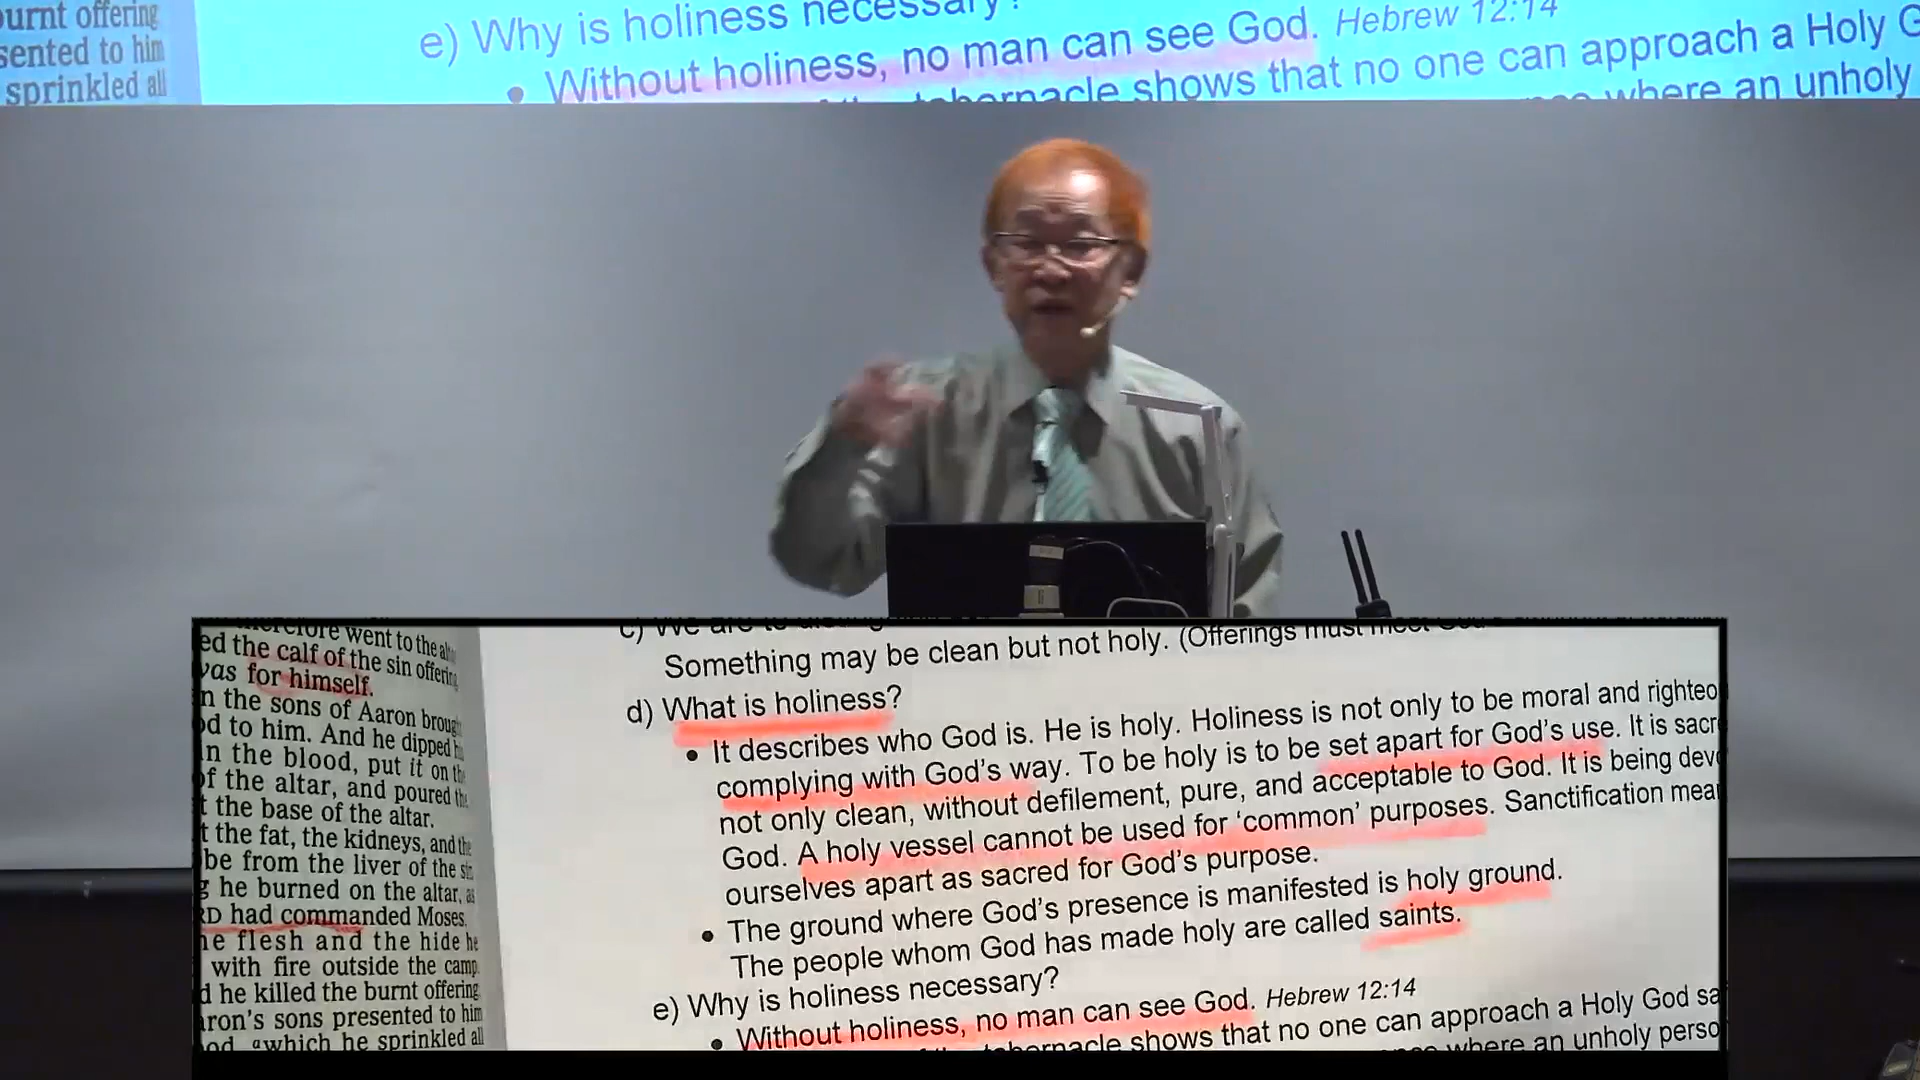 urnt offering
sented to him
sprinkled all
e) Why is holiness necessary?
• Without holiness, no man can see God. Hebrew 12:14
tabernacle shows that no one can approach a Holy G
where an unholy
therefore went to the
ed the calf of the sin offering
was for himself.
n the sons of Aaron
d to him. And he dipped
in the blood, put it on
of the altar, and poured
t the base of the altar.
t the fat, the kidneys, and the
be from the liver of the
g he burned on the altar,
RD had commanded Moses.
he flesh and the hide he
with fire outside the camp.
d he killed the burnt offering
aron's sons presented to him
od, which he sprinkled all
c) We are to
Something may be clean but not holy. (Offerings must meet God's
d) What is holiness?
• It describes who God is. He is holy. Holiness is not only to be moral and righteo
complying with God's way. To be holy is to be set apart for God's use. It is sacr
not only clean, without defilement, pure, and acceptable to God. It is being dev
God. A holy vessel cannot be used for 'common' purposes. Sanctification mea
ourselves apart as sacred for God's purpose.
• The ground where God's presence is manifested is holy ground.
The people whom God has made holy are called saints.
e) Why is holiness necessary?
• Without holiness, no man can see God. Hebrew 12:14
tabernacle shows that no one can approach a Holy God sa
where an unholy perso